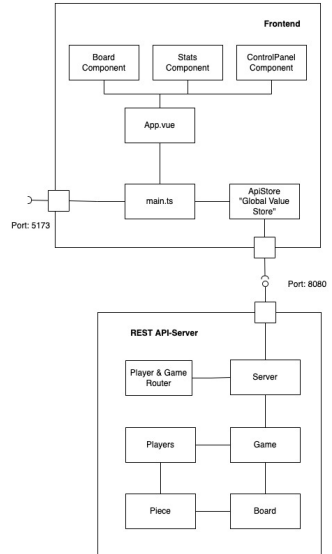 Frontend
Board
Component
Stats
Component
ControlPanel
Component
App.vue
main.ts
ApiStore
"Global Value
Store"
Port: 5173
Port: 8080
REST API-Server
Player & Game
Router
Server
Players
Game
Piece
Board